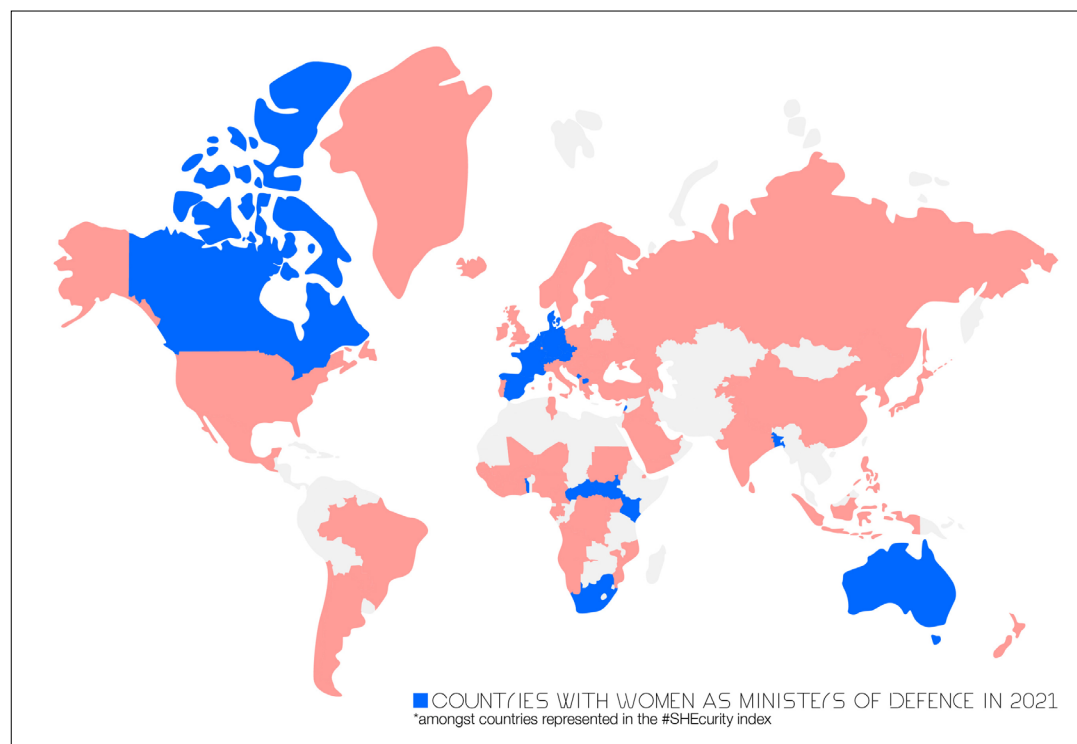 COUNTRIES WITH WOMEN AS MINISTERS OF DEFENCE IN 2021
*amongst countries represented in the #SHEcurity index